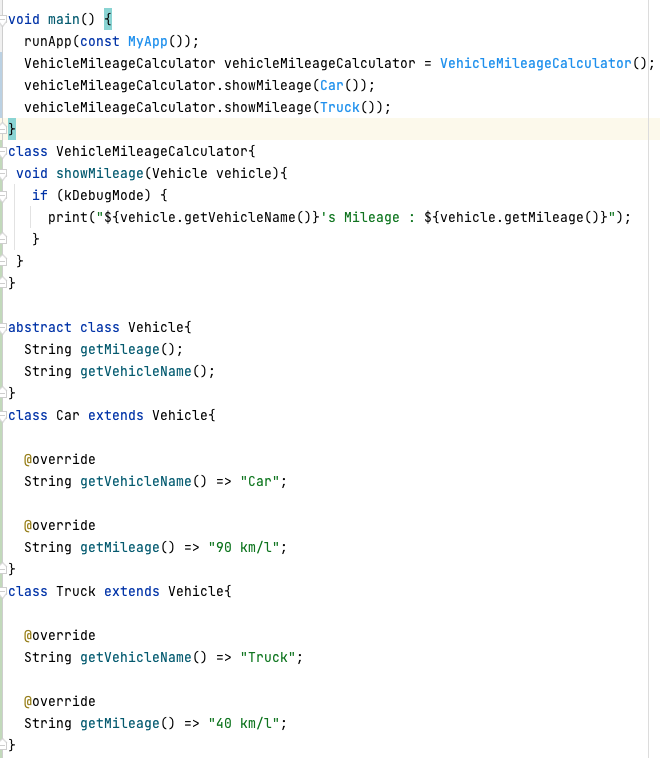 void main() {
  runApp(const MyApp());
  VehicleMileageCalculator vehicleMileageCalculator = VehicleMileageCalculator();
  vehicleMileageCalculator.showMileage(Car());
  vehicleMileageCalculator.showMileage(Truck());
}
class VehicleMileageCalculator{
 void showMileage(Vehicle vehicle){
   if (kDebugMode) {
     print("${vehicle.getVehicleName()}'s Mileage : ${vehicle.getMileage()}");
   }
 }
}
abstract class Vehicle{
  String getMileage();
  String getVehicleName();
}
class Car extends Vehicle{
  @override
  String getVehicleName() => "Car";
  @override
  String getMileage() => "90 km/l";
}
class Truck extends Vehicle{
  @override
  String getVehicleName() => "Truck";
  @override
  String getMileage() => "40 km/l";
}